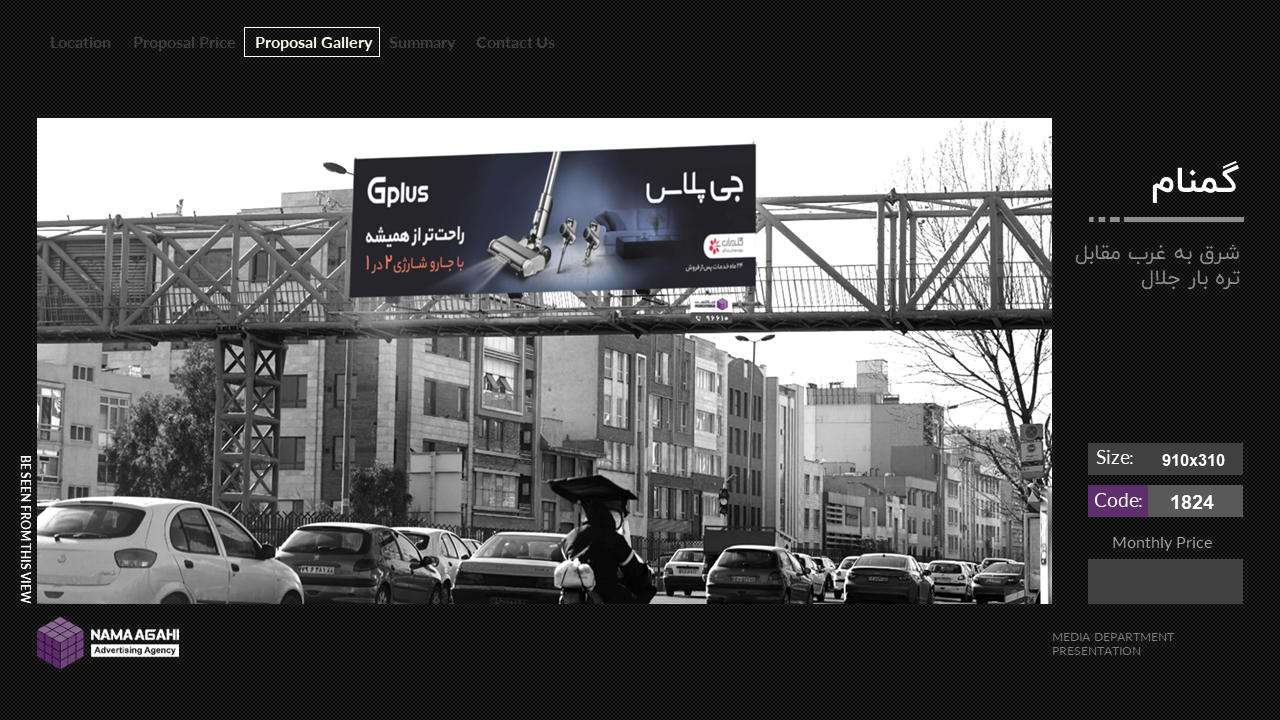 Location
Proposal Price
Proposal Gallery
Summary
Contact Us
Gplus
جی پلاس
راحت‌تر از همیشه
با جارو شارژی ۲ در ۱
گلدیران
۲۴ ماه خدمات پس از فروش
۹۶۶۱۰
گمنام
شرق به غرب مقابل
تره بار جلال
Size:
910x310
Code:
1824
Monthly Price
BE SEEN FROM THIS VIEW
NAMA AGAHI
Advertising Agency
MEDIA DEPARTMENT
PRESENTATION